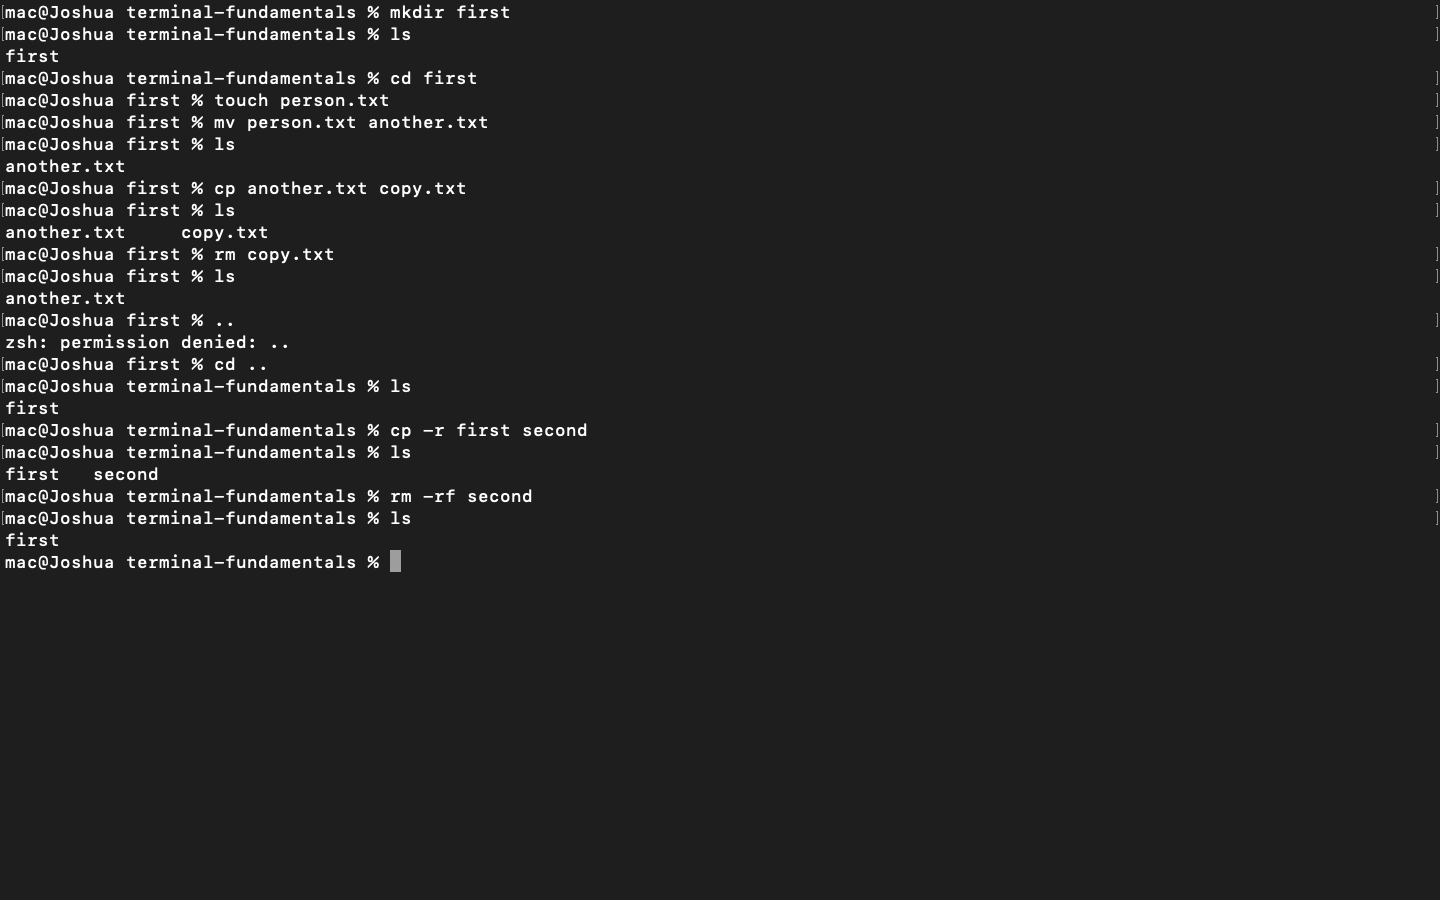 [mac@Joshua terminal-fundamentals % mkdir first ]
[mac@Joshua terminal-fundamentals % ls ]
first
[mac@Joshua terminal-fundamentals % cd first ]
[mac@Joshua first % touch person.txt ]
[mac@Joshua first % mv person.txt another.txt ]
[mac@Joshua first % ls ]
another.txt
[mac@Joshua first % cp another.txt copy.txt ]
[mac@Joshua first % ls ]
another.txt     copy.txt
[mac@Joshua first % rm copy.txt ]
[mac@Joshua first % ls ]
another.txt
[mac@Joshua first % .. ]
zsh: permission denied: ..
[mac@Joshua first % cd .. ]
[mac@Joshua terminal-fundamentals % ls ]
first
[mac@Joshua terminal-fundamentals % cp -r first second ]
[mac@Joshua terminal-fundamentals % ls ]
first   second
[mac@Joshua terminal-fundamentals % rm -rf second ]
[mac@Joshua terminal-fundamentals % ls ]
first
mac@Joshua terminal-fundamentals %